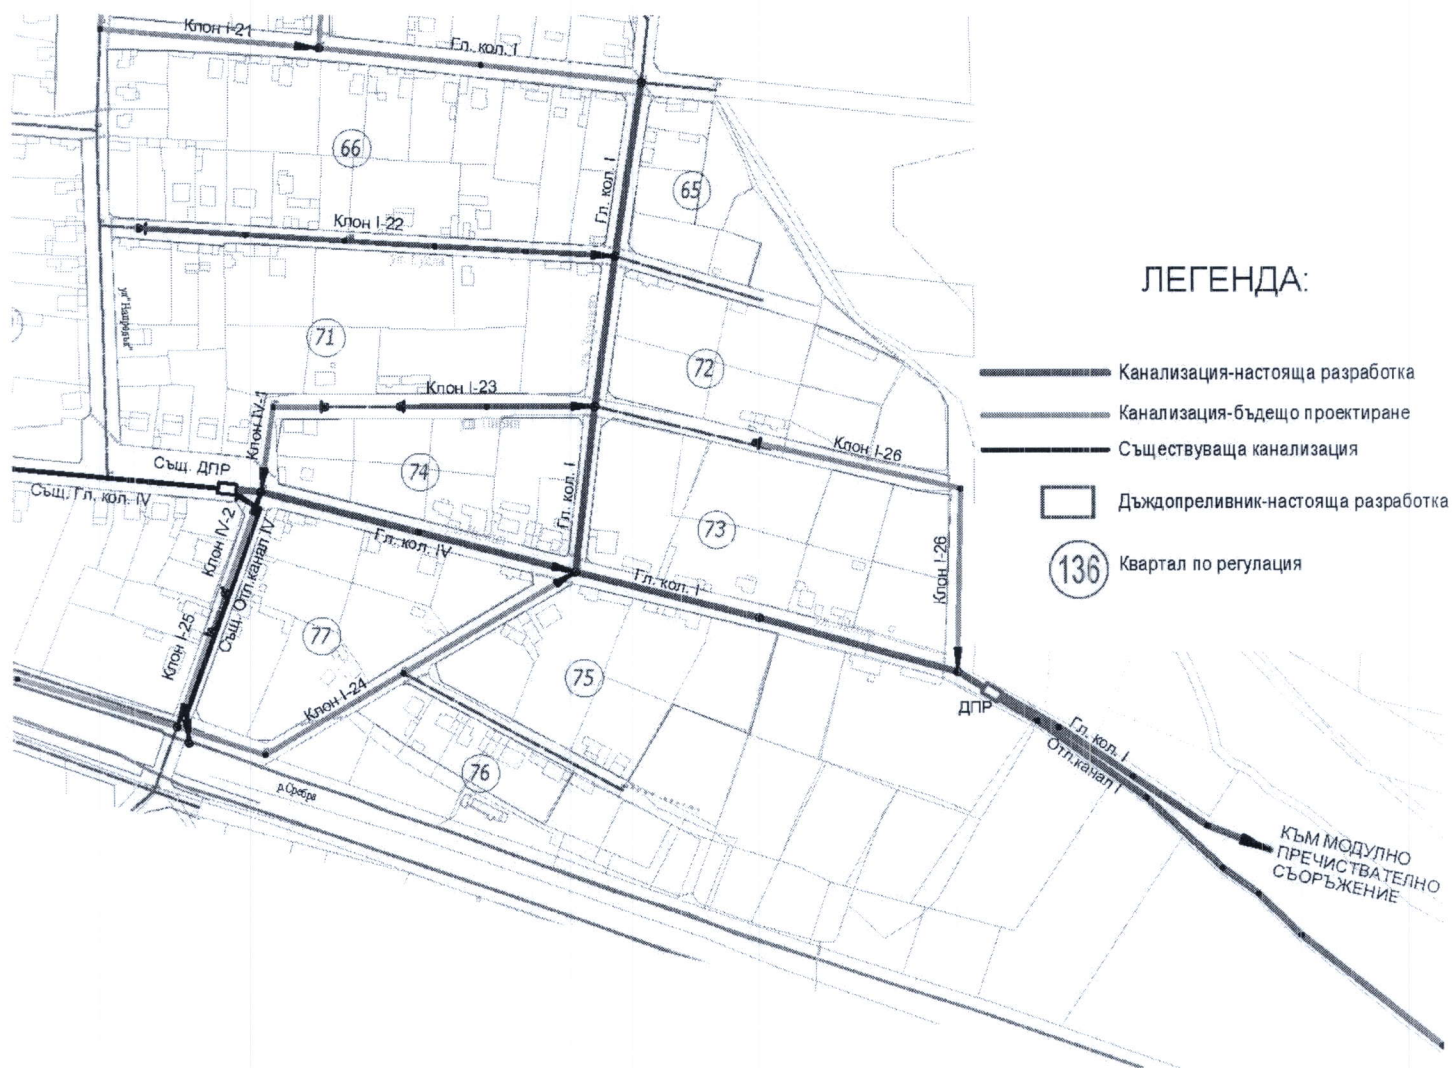 Клон I-21
Гл. кол. I
66
65
Гл. кол. I
Клон I-22
ул."Напредък"
71
72
Клон I-23
Клон IV-1
Клон I-26
74
Гл. кол. I
73
Същ. ДПР
Същ. Гл. кол. IV
Гл. кол. IV
Клон IV-2
Същ. Отл.канал IV
Клон I-26
Гл. кол. I
77
Клон I-25
75
Клон I-24
76
р.Сребра
ДПР
Гл. кол. I
Отл.канал I
КЪМ МОДУЛНО
ПРЕЧИСТВАТЕЛНО
СЪОРЪЖЕНИЕ
ЛЕГЕНДА:
Канализация-настояща разработка
Канализация-бъдещо проектиране
Съществуваща канализация
Дъждопреливник-настояща разработка
136
Квартал по регулация